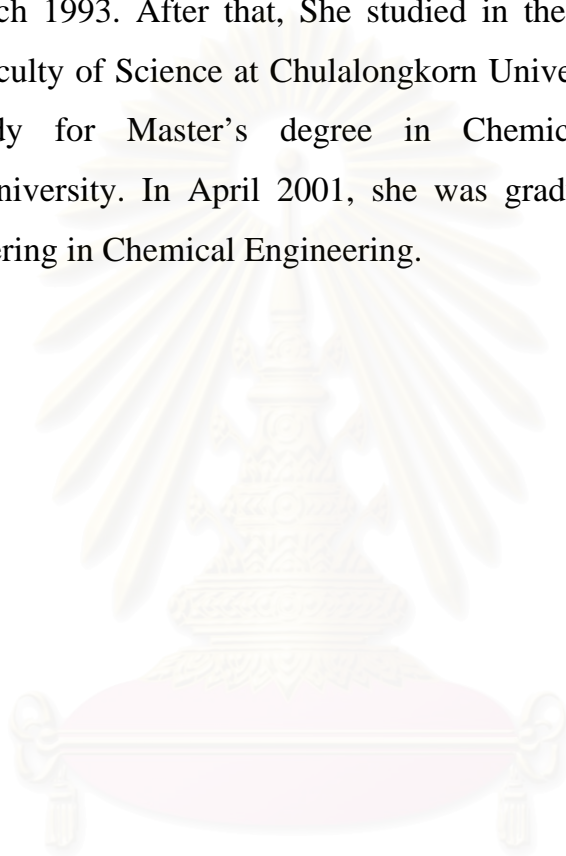 ch 1993. After that, She studied in the
culty of Science at Chulalongkorn Unive
dy for Master's degree in Chemic
niversity. In April 2001, she was grad
ering in Chemical Engineering.